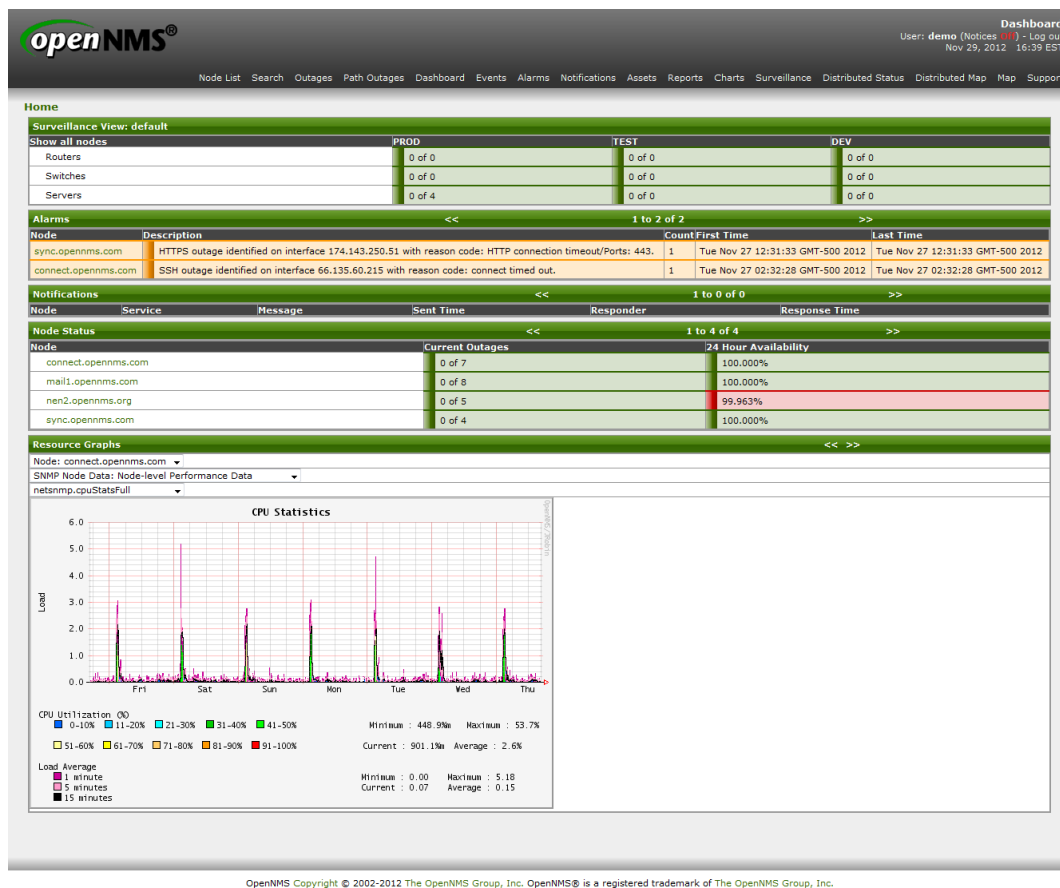 openNMS®
Dashboard
User: demo (Notices Off) - Log out
Nov 29, 2012 16:39 EST
Node List Search Outages Path Outages Dashboard Events Alarms Notifications Assets Reports Charts Surveillance Distributed Status Distributed Map Map Support
Home
Surveillance View: default
Show all nodes PROD TEST DEV
Routers 0 of 0 0 of 0 0 of 0
Switches 0 of 0 0 of 0 0 of 0
Servers 0 of 4 0 of 0 0 of 0
Alarms << 1 to 2 of 2 >>
Node Description Count First Time Last Time
sync.opennms.com HTTPS outage identified on interface 174.143.250.51 with reason code: HTTP connection timeout/Ports: 443. 1 Tue Nov 27 12:31:33 GMT-500 2012 Tue Nov 27 12:31:33 GMT-500 2012
connect.opennms.com SSH outage identified on interface 66.135.60.215 with reason code: connect timed out. 1 Tue Nov 27 02:32:28 GMT-500 2012 Tue Nov 27 02:32:28 GMT-500 2012
Notifications << 1 to 0 of 0 >>
Node Service Message Sent Time Responder Response Time
Node Status << 1 to 4 of 4 >>
Node Current Outages 24 Hour Availability
connect.opennms.com 0 of 7 100.000%
mail1.opennms.com 0 of 8 100.000%
nen2.opennms.org 0 of 5 99.963%
sync.opennms.com 0 of 4 100.000%
Resource Graphs << >>
Node: connect.opennms.com
SNMP Node Data: Node-level Performance Data
netsnmp.cpuStatsFull
CPU Statistics
OpenNMS/JRobin
6.0
5.0
4.0
3.0
2.0
1.0
0.0
Load
Fri Sat Sun Mon Tue Wed Thu
CPU Utilization (%)
0-10% 11-20% 21-30% 31-40% 41-50% Minimum : 448.9%m Maximum : 53.7%
51-60% 61-70% 71-80% 81-90% 91-100% Current : 901.1%m Average : 2.6%
Load Average
1 minute Minimum : 0.00 Maximum : 5.18
5 minutes Current : 0.07 Average : 0.15
15 minutes
OpenNMS Copyright © 2002-2012 The OpenNMS Group, Inc. OpenNMS® is a registered trademark of The OpenNMS Group, Inc.